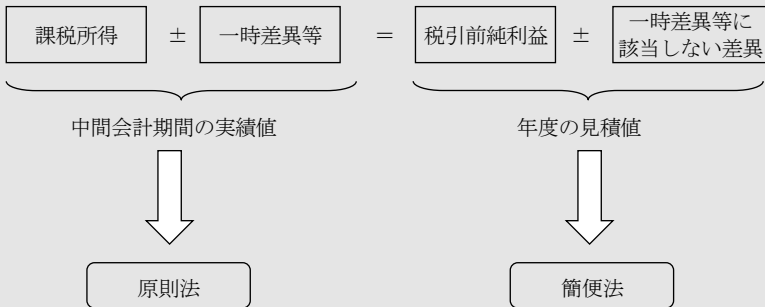 課税所得 ± 一時差異等 = 税引前純利益 ± 一時差異等に
該当しない差異
中間会計期間の実績値 年度の見積値
原則法 簡便法